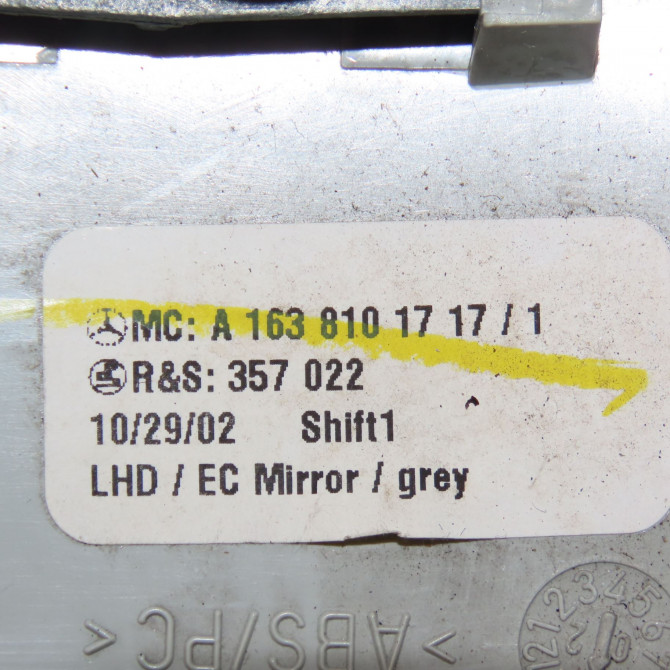 MC: A 163 810 17 17 / 1
R&S: 357 022
10/29/02 Shift1
LHD / EC Mirror / grey
> ABS/PC <